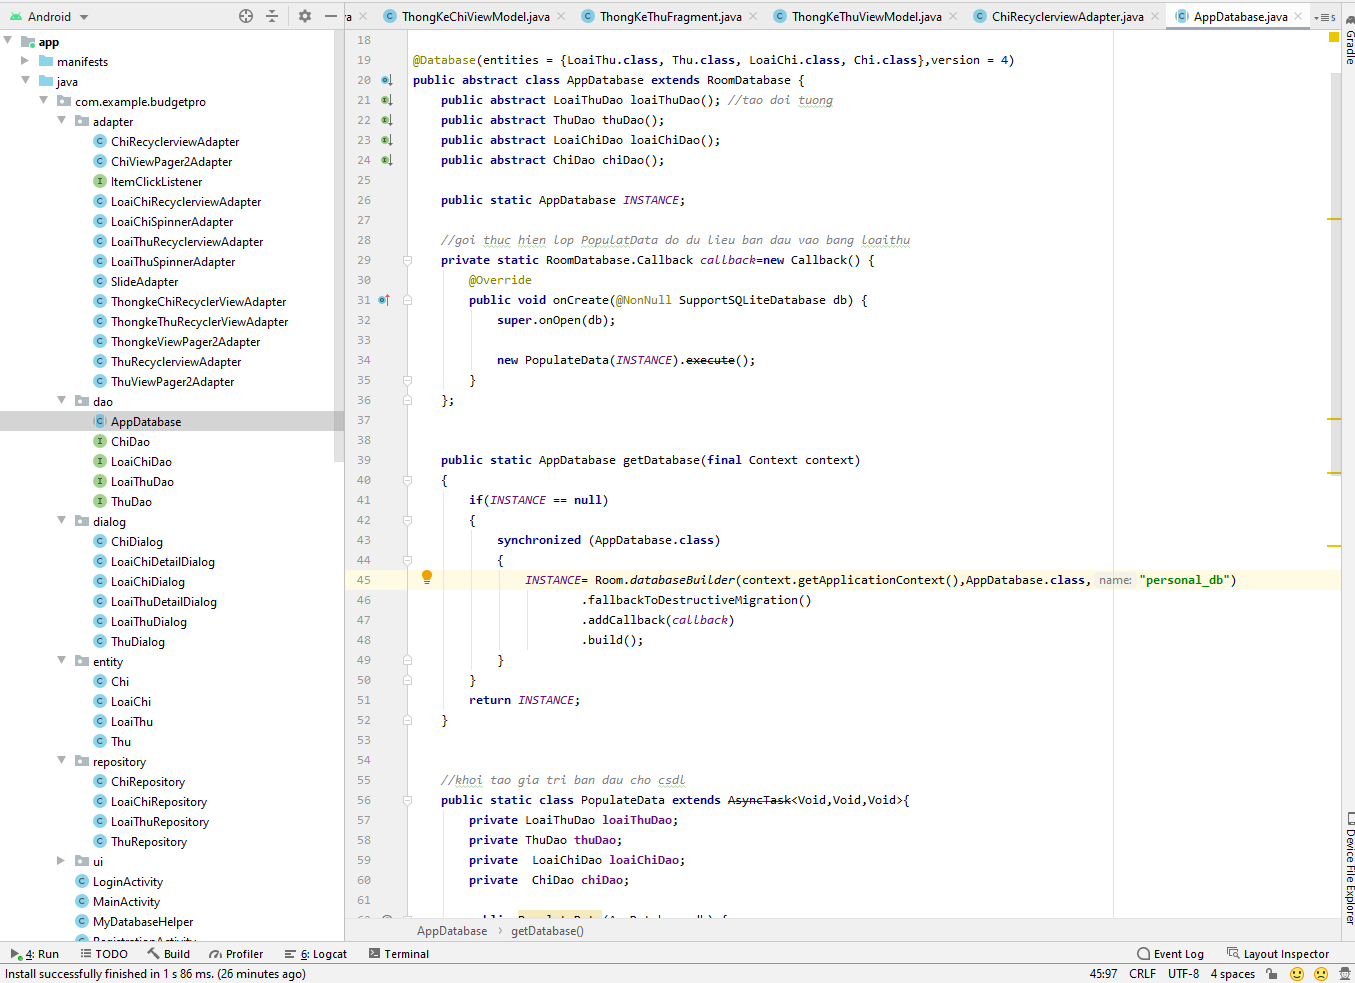 Android
va
ThongKeChiViewModel.java
ThongKeThuFragment.java
ThongKeThuViewModel.java
ChiRecyclerviewAdapter.java
AppDatabase.java
5
Gradle
app
manifests
java
com.example.budgetpro
adapter
ChiRecyclerviewAdapter
ChiViewPager2Adapter
ItemClickListener
LoaiChiRecyclerviewAdapter
LoaiChiSpinnerAdapter
LoaiThuRecyclerviewAdapter
LoaiThuSpinnerAdapter
SlideAdapter
ThongkeChiRecyclerViewAdapter
ThongkeThuRecyclerViewAdapter
ThongkeViewPager2Adapter
ThuRecyclerviewAdapter
ThuViewPager2Adapter
dao
AppDatabase
ChiDao
LoaiChiDao
LoaiThuDao
ThuDao
dialog
ChiDialog
LoaiChiDetailDialog
LoaiChiDialog
LoaiThuDetailDialog
LoaiThuDialog
ThuDialog
entity
Chi
LoaiChi
LoaiThu
Thu
repository
ChiRepository
LoaiChiRepository
LoaiThuRepository
ThuRepository
ui
LoginActivity
MainActivity
MyDatabaseHelper
RegistrationActivity
18
19 @Database(entities = {LoaiThu.class, Thu.class, LoaiChi.class, Chi.class},version = 4)
20 public abstract class AppDatabase extends RoomDatabase {
21 public abstract LoaiThuDao loaiThuDao(); //tao doi tuong
22 public abstract ThuDao thuDao();
23 public abstract LoaiChiDao loaiChiDao();
24 public abstract ChiDao chiDao();
25
26 public static AppDatabase INSTANCE;
27
28 //goi thuc hien lop PopulatData do du lieu ban dau vao bang loaithu
29 private static RoomDatabase.Callback callback=new Callback() {
30 @Override
31 public void onCreate(@NonNull SupportSQLiteDatabase db) {
32 super.onOpen(db);
33
34 new PopulateData(INSTANCE).execute();
35 }
36 };
37
38
39 public static AppDatabase getDatabase(final Context context)
40 {
41 if(INSTANCE == null)
42 {
43 synchronized (AppDatabase.class)
44 {
45 INSTANCE= Room.databaseBuilder(context.getApplicationContext(),AppDatabase.class, name: "personal_db")
46 .fallbackToDestructiveMigration()
47 .addCallback(callback)
48 .build();
49 }
50 }
51 return INSTANCE;
52 }
53
54
55 //khoi tao gia tri ban dau cho csdl
56 public static class PopulateData extends AsyncTask<Void,Void,Void>{
57 private LoaiThuDao loaiThuDao;
58 private ThuDao thuDao;
59 private LoaiChiDao loaiChiDao;
60 private ChiDao chiDao;
61
AppDatabase > getDatabase()
Device File Explorer
4: Run
TODO
Build
Profiler
6: Logcat
Terminal
Event Log
Layout Inspector
Install successfully finished in 1 s 86 ms. (26 minutes ago)
45:97 CRLF UTF-8 4 spaces